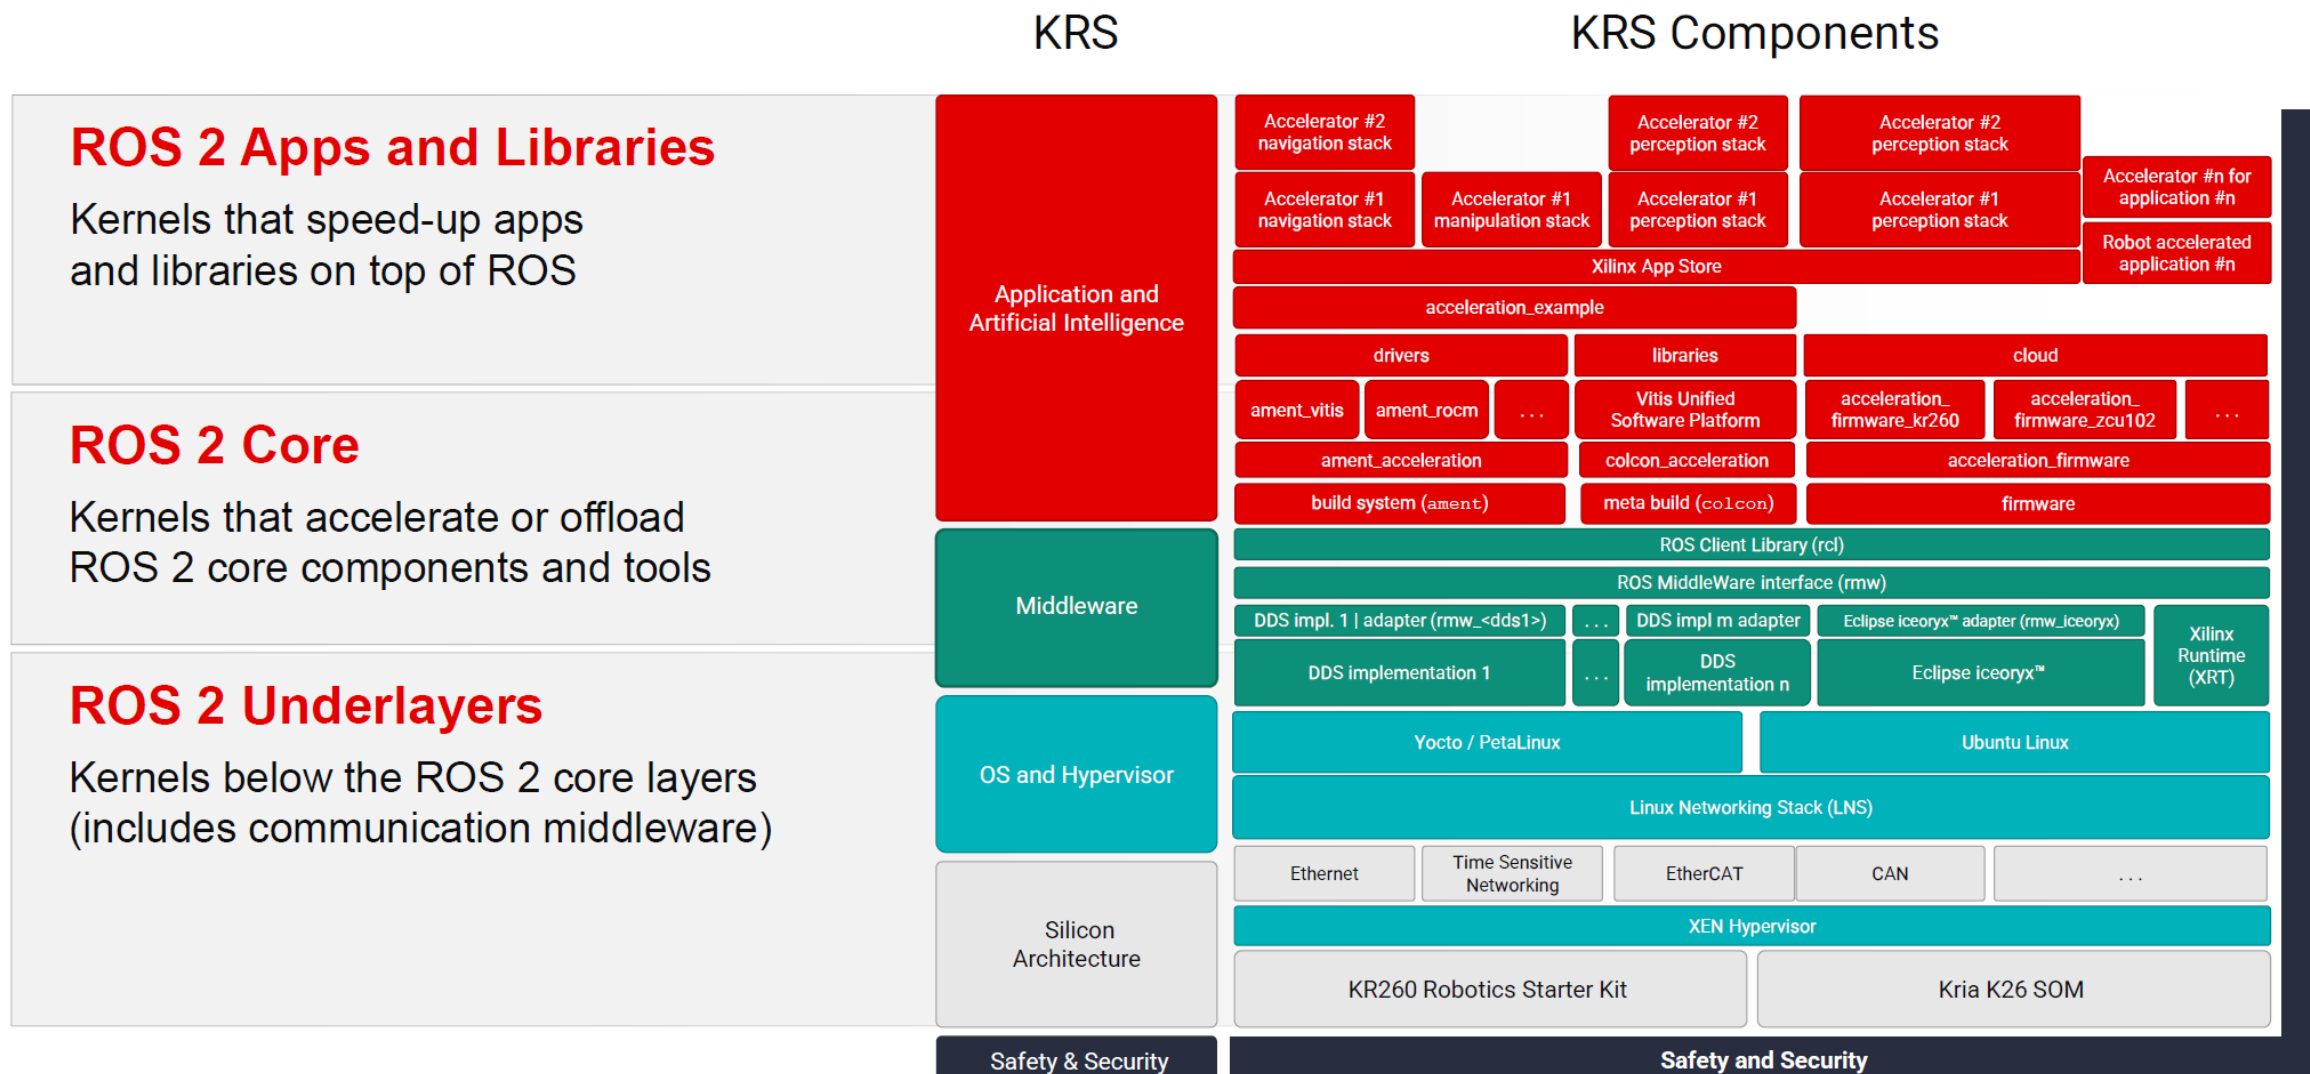 KRS
KRS Components
ROS 2 Apps and Libraries
Kernels that speed-up apps
and libraries on top of ROS
ROS 2 Core
Kernels that accelerate or offload
ROS 2 core components and tools
ROS 2 Underlayers
Kernels below the ROS 2 core layers
(includes communication middleware)
Application and
Artificial Intelligence
Middleware
OS and Hypervisor
Silicon
Architecture
Safety & Security
Accelerator #2
navigation stack
Accelerator #2
perception stack
Accelerator #2
perception stack
Accelerator #1
navigation stack
Accelerator #1
manipulation stack
Accelerator #1
perception stack
Accelerator #1
perception stack
Accelerator #n for
application #n
Robot accelerated
application #n
Xilinx App Store
acceleration_example
drivers
libraries
cloud
ament_vitis
ament_rocm
...
Vitis Unified
Software Platform
acceleration_
firmware_kr260
acceleration_
firmware_zcu102
...
ament_acceleration
colcon_acceleration
acceleration_firmware
build system (ament)
meta build (colcon)
firmware
ROS Client Library (rcl)
ROS MiddleWare interface (rmw)
DDS impl. 1 | adapter (rmw_<dds1>)
...
DDS impl m adapter
Eclipse iceoryx™ adapter (rmw_iceoryx)
Xilinx
Runtime
(XRT)
DDS implementation 1
...
DDS
implementation n
Eclipse iceoryx™
Yocto / PetaLinux
Ubuntu Linux
Linux Networking Stack (LNS)
Ethernet
Time Sensitive
Networking
EtherCAT
CAN
...
XEN Hypervisor
KR260 Robotics Starter Kit
Kria K26 SOM
Safety and Security